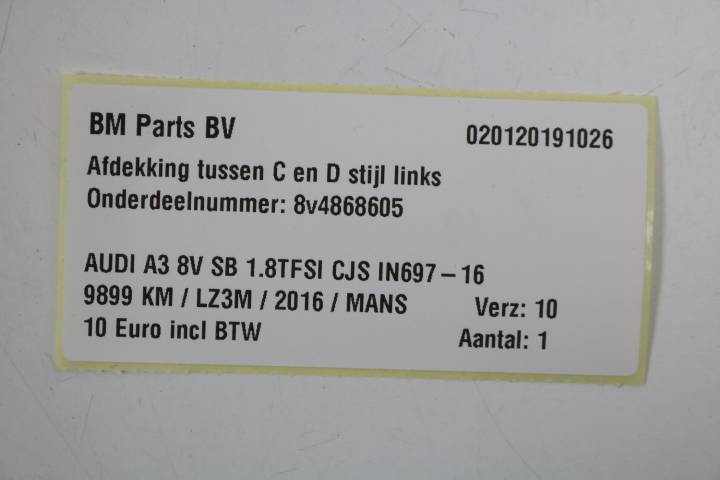 BM Parts BV 020120191026
Afdekking tussen C en D stijl links
Onderdeelnummer: 8v4868605
AUDI A3 8V SB 1.8TFSI CJS IN697 – 16
9899 KM / LZ3M / 2016 / MANS Verz: 10
10 Euro incl BTW Aantal: 1